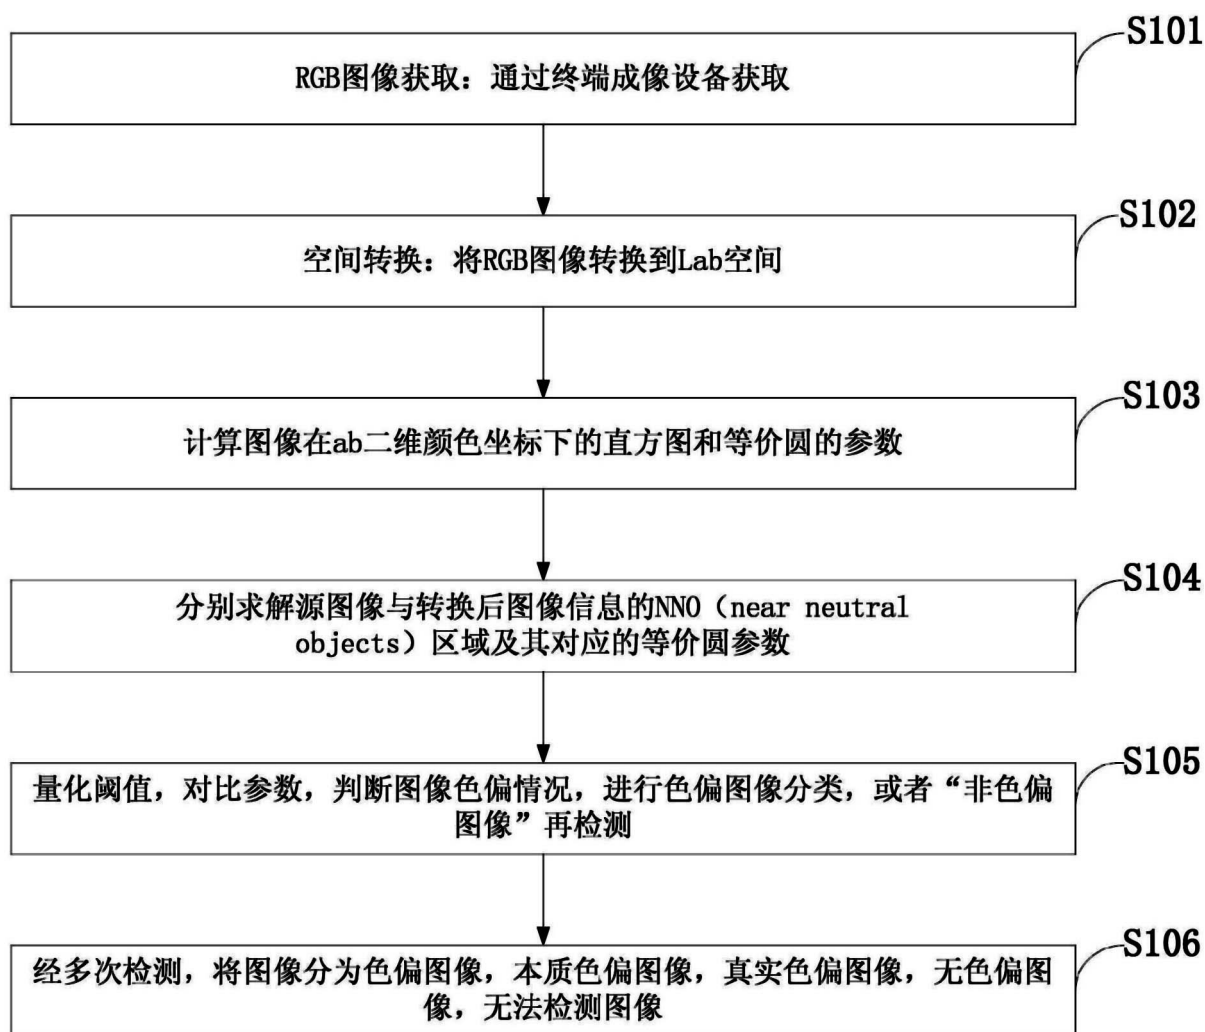 S101
RGB图像获取：通过终端成像设备获取
S102
空间转换：将RGB图像转换到Lab空间
S103
计算图像在ab二维颜色坐标下的直方图和等价圆的参数
S104
分别求解源图像与转换后图像信息的NNO（near neutral
objects）区域及其对应的等价圆参数
S105
量化阈值，对比参数，判断图像色偏情况，进行色偏图像分类，或者“非色偏
图像”再检测
S106
经多次检测，将图像分为色偏图像，本质色偏图像，真实色偏图像，无色偏图
像，无法检测图像